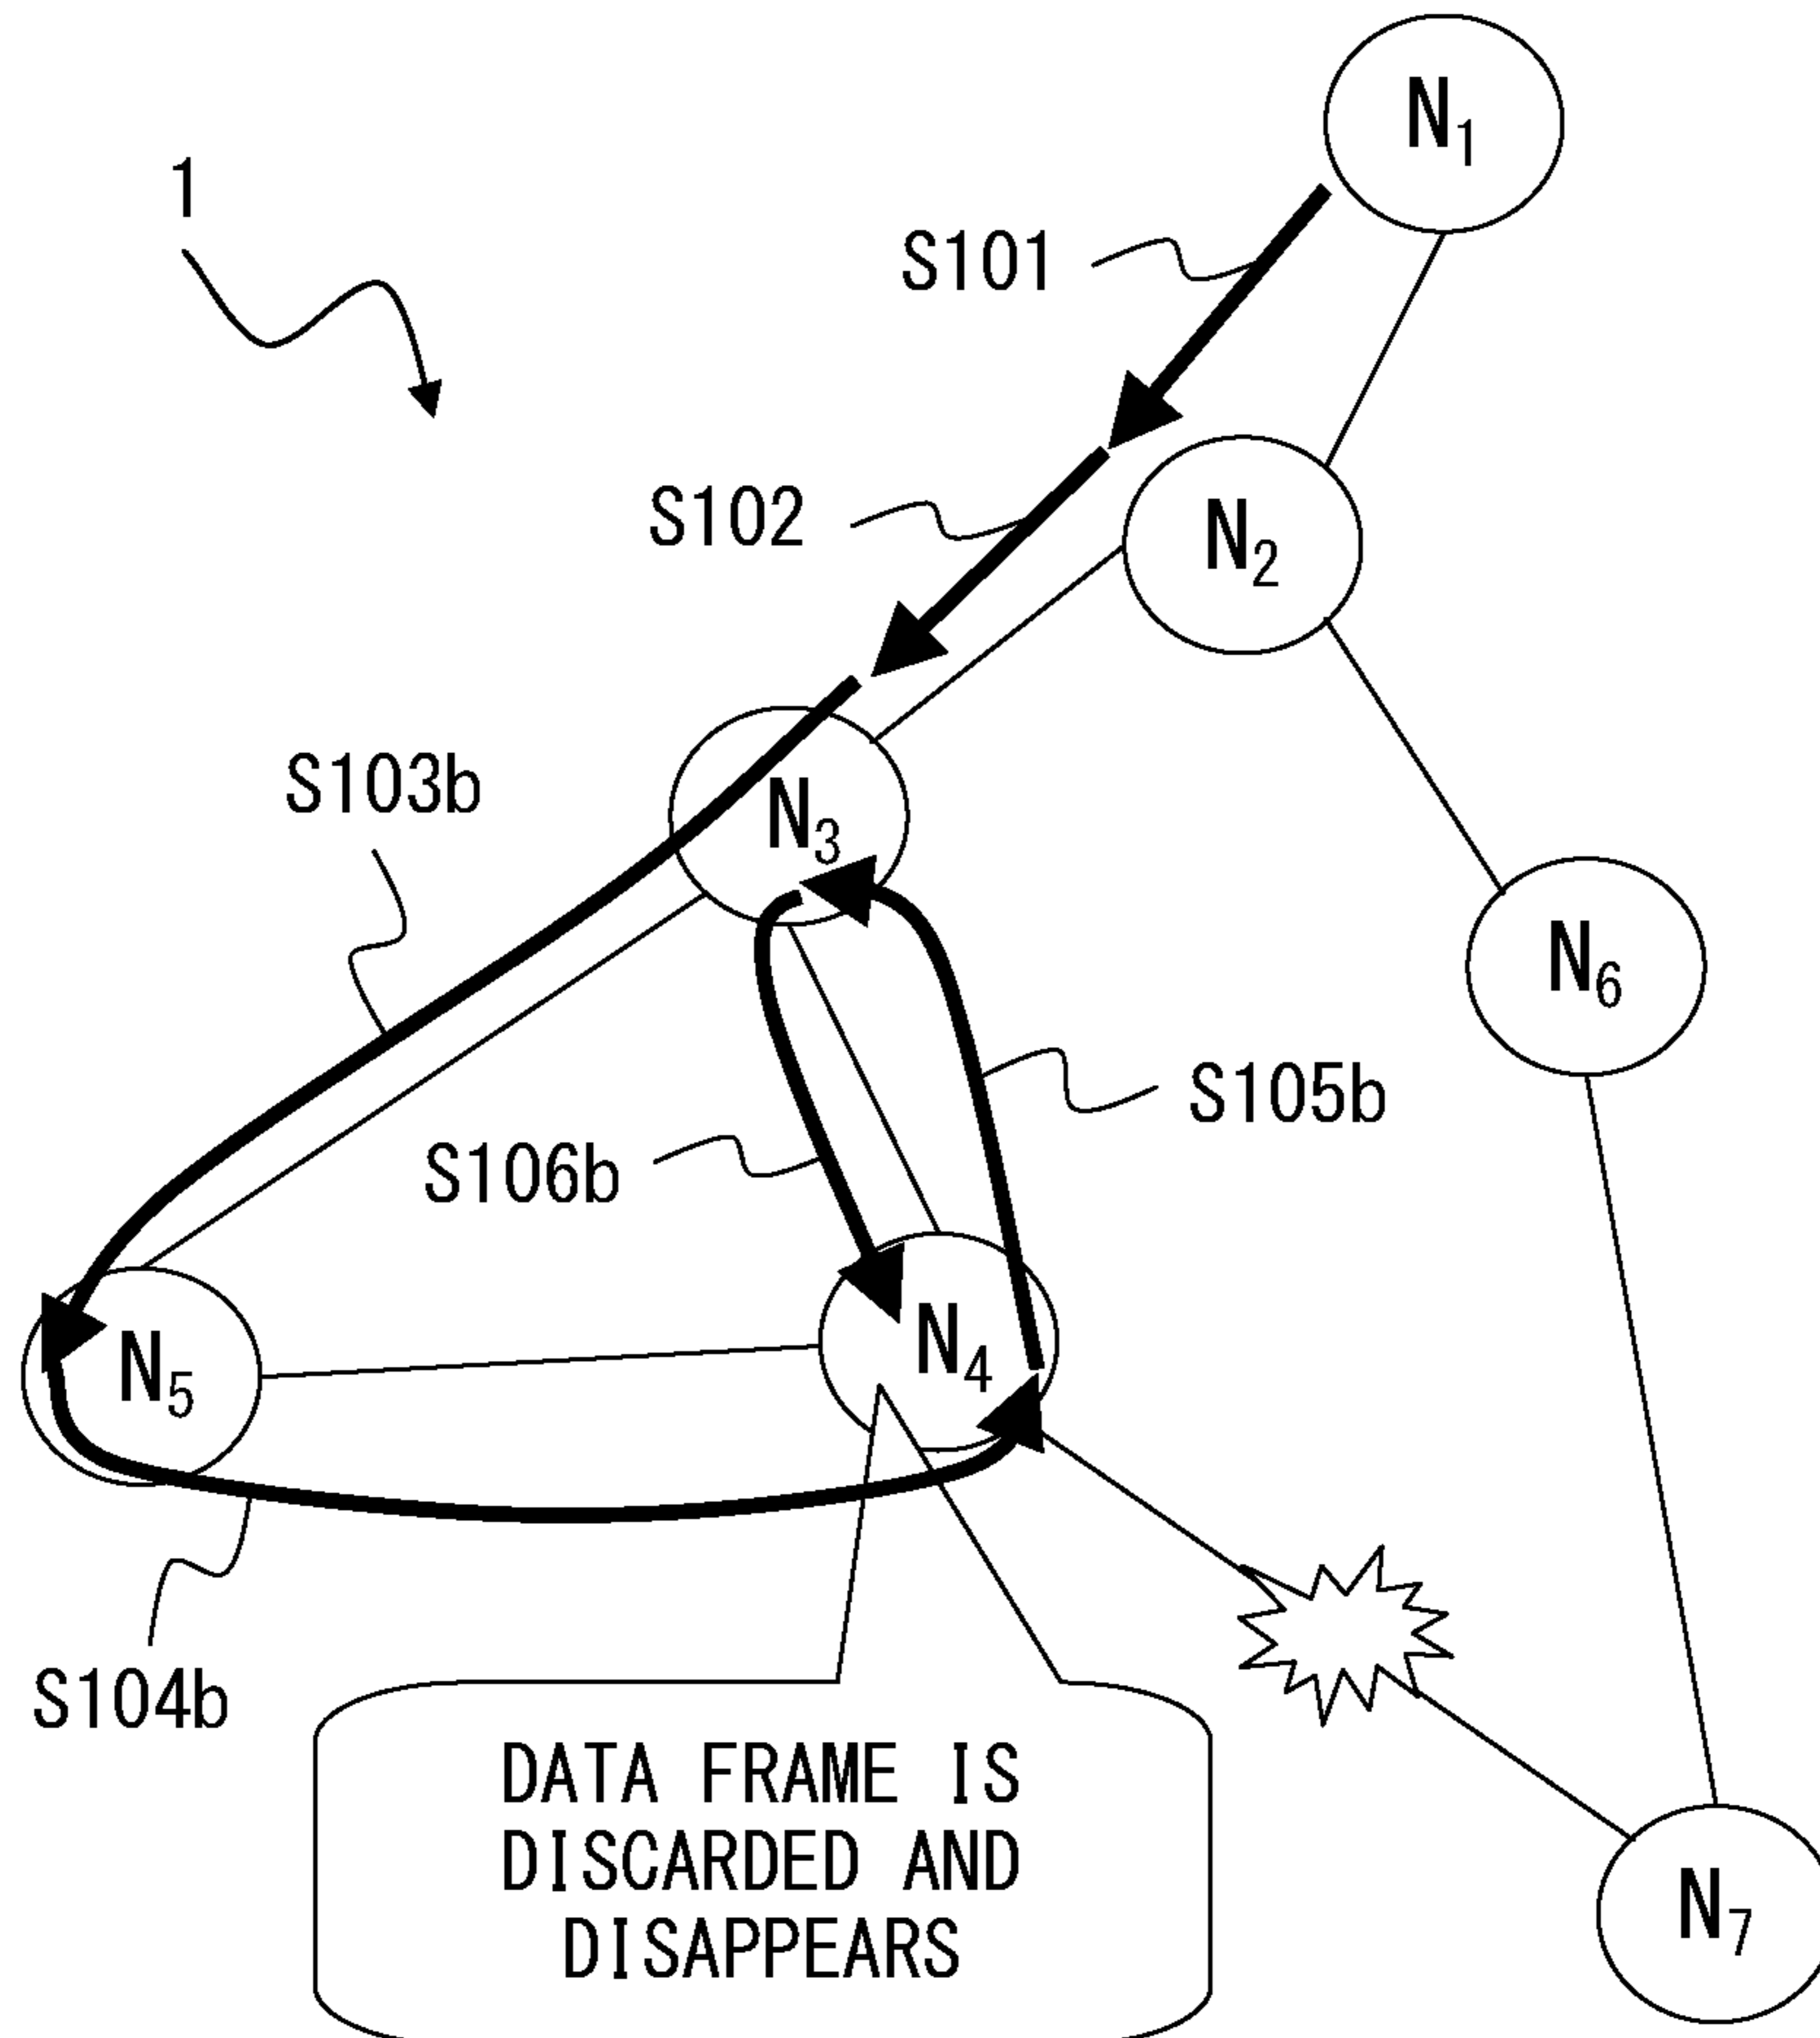 N1
1
S101
S102
N2
S103b
N3
N6
S105b
S106b
N4
N5
S104b
DATA FRAME IS
DISCARDED AND
DISAPPEARS
N7